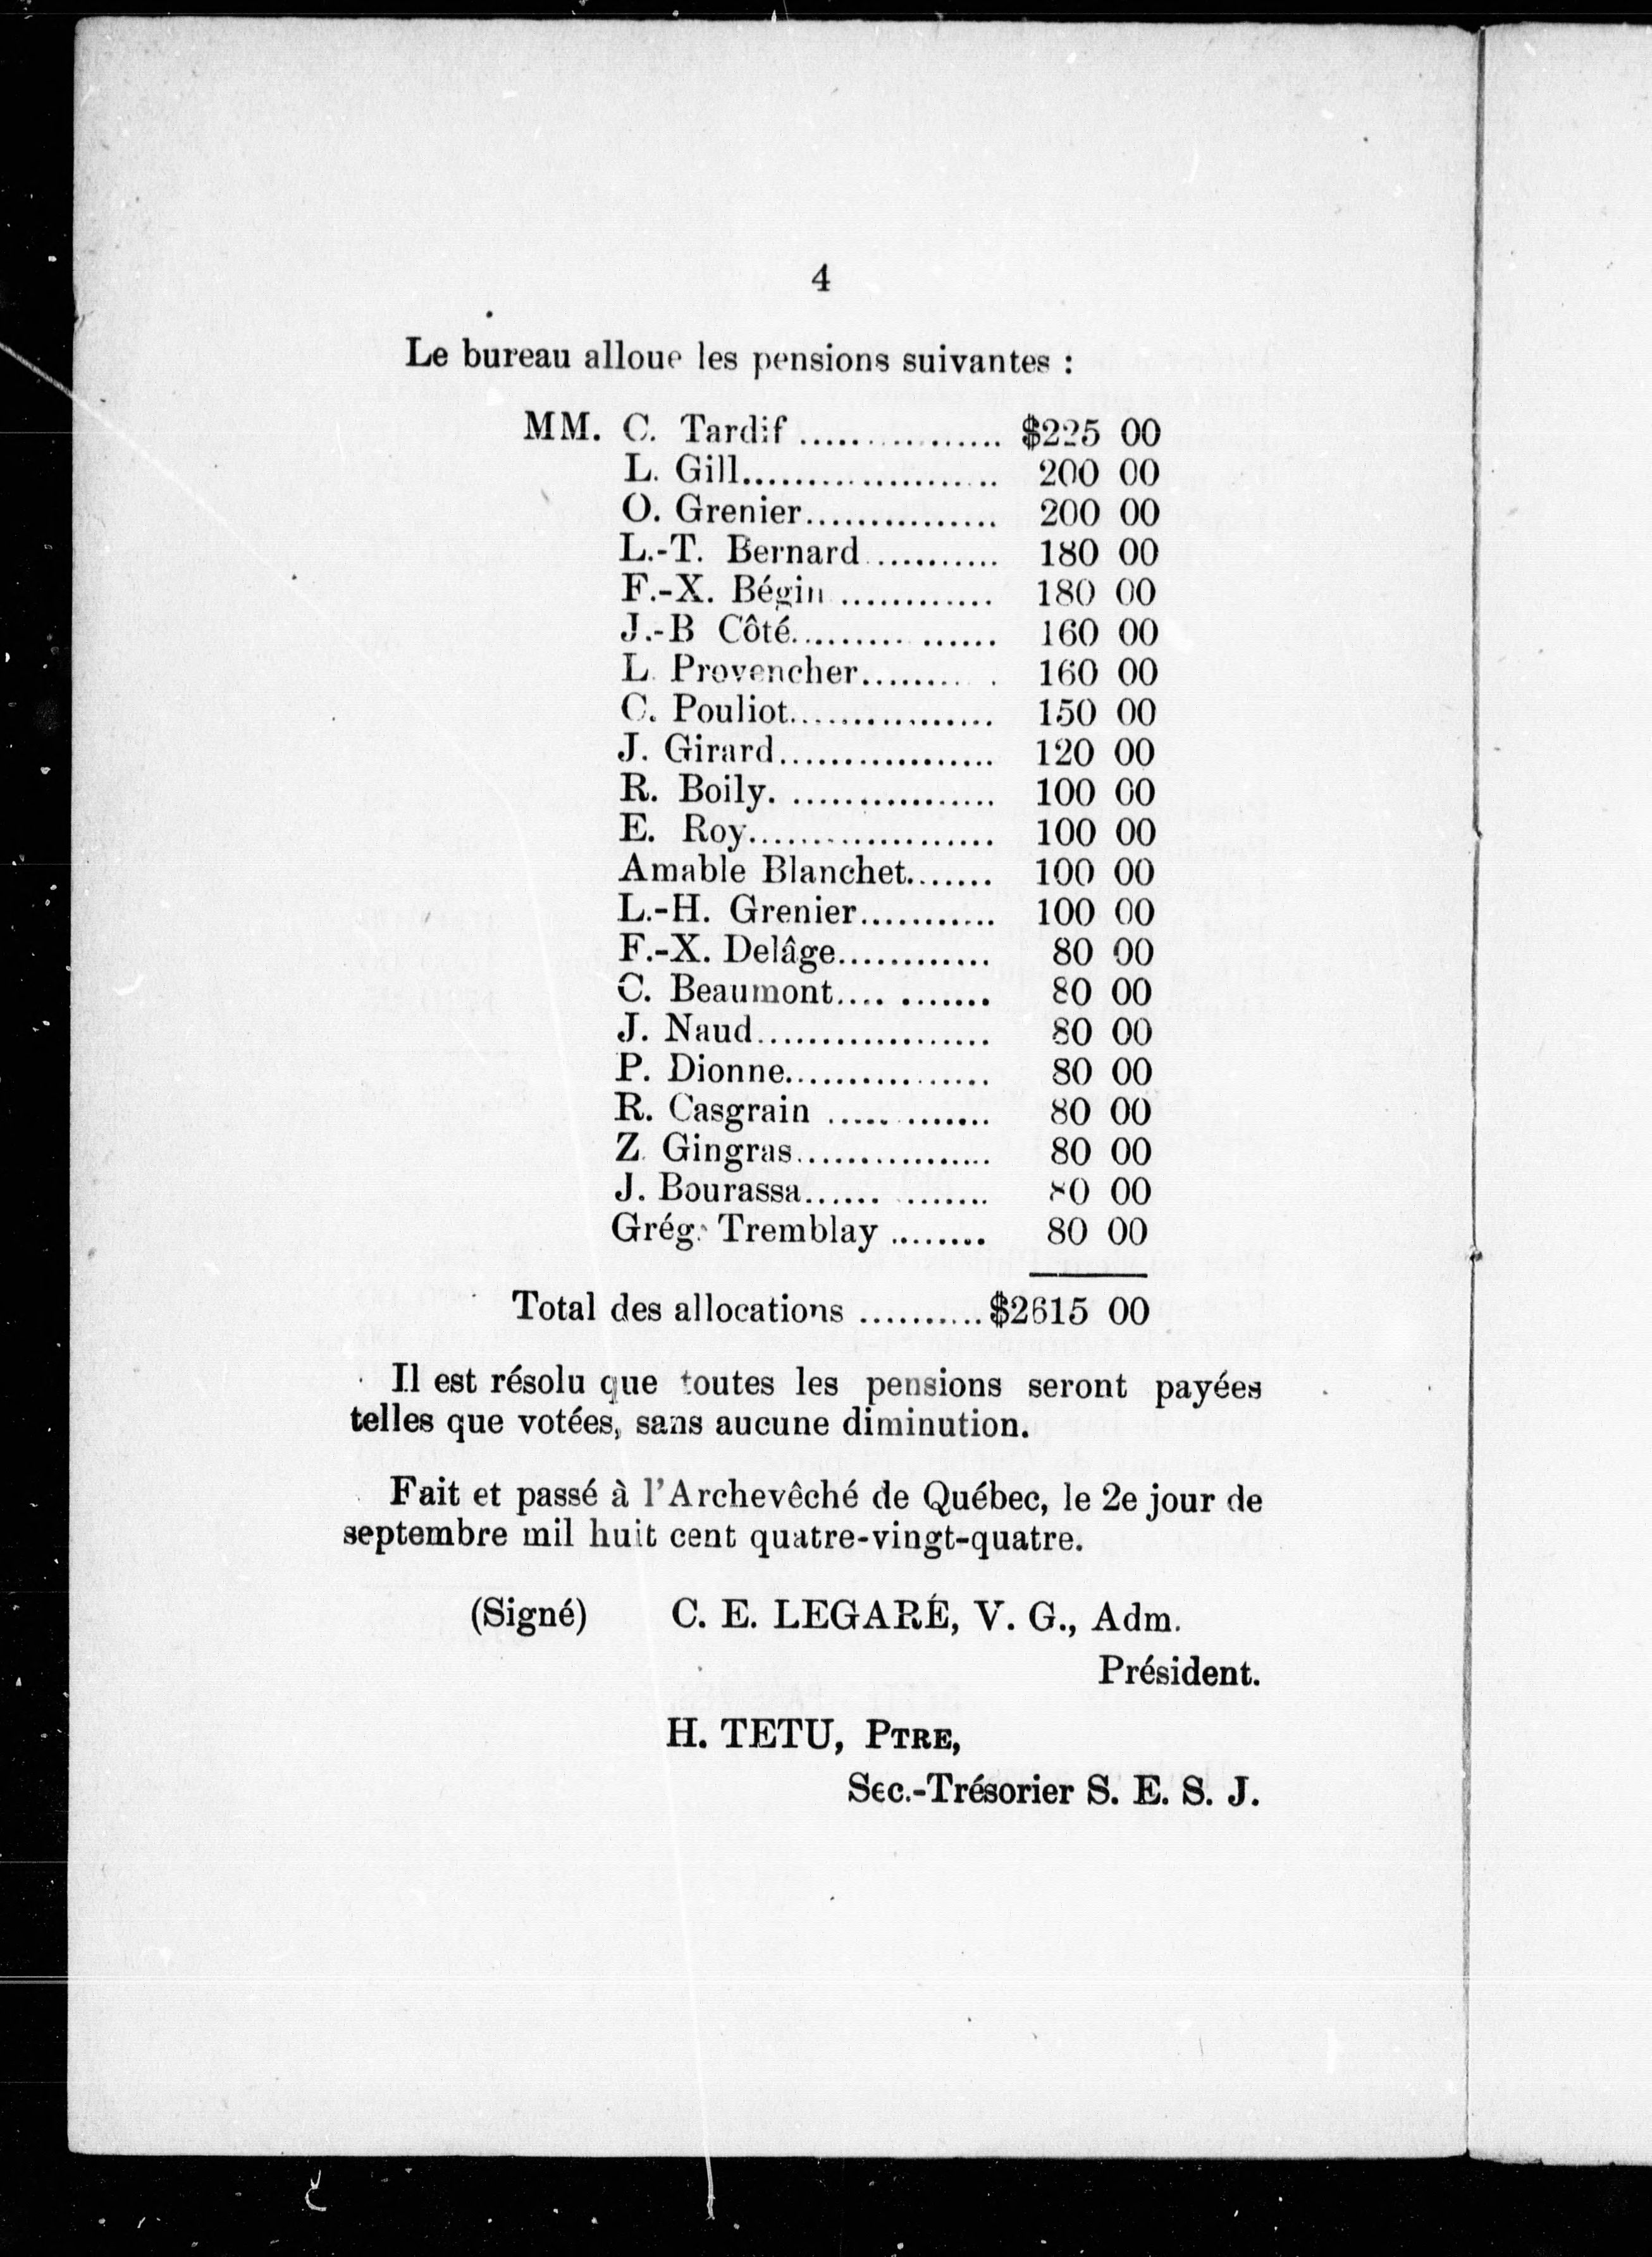 4
Le bureau alloue les pensions suivantes :
MM. C. Tardif ................ $225 00
L. Gill.................... 200 00
O. Grenier............... 200 00
L.-T. Bernard........... 180 00
F.-X. Bégin ............ 180 00
J.-B Côté................ 160 00
L. Provencher.......... 160 00
C. Pouliot................ 150 00
J. Girard................. 120 00
R. Boily. ................ 100 00
E. Roy................... 100 00
Amable Blanchet....... 100 00
L.-H. Grenier........... 100 00
F.-X. Delâge............ 80 00
C. Beaumont.... ....... 80 00
J. Naud.................. 80 00
P. Dionne................ 80 00
R. Casgrain ............. 80 00
Z. Gingras............... 80 00
J. Bourassa...... ....... 80 00
Grég. Tremblay ........ 80 00
Total des allocations .......... $2615 00
Il est résolu que toutes les pensions seront payées
telles que votées, sans aucune diminution.
Fait et passé à l'Archevêché de Québec, le 2e jour de
septembre mil huit cent quatre-vingt-quatre.
(Signé) C. E. LEGARÉ, V. G., Adm.
Président.
H. TETU, PTRE,
Sec.-Trésorier S. E. S. J.